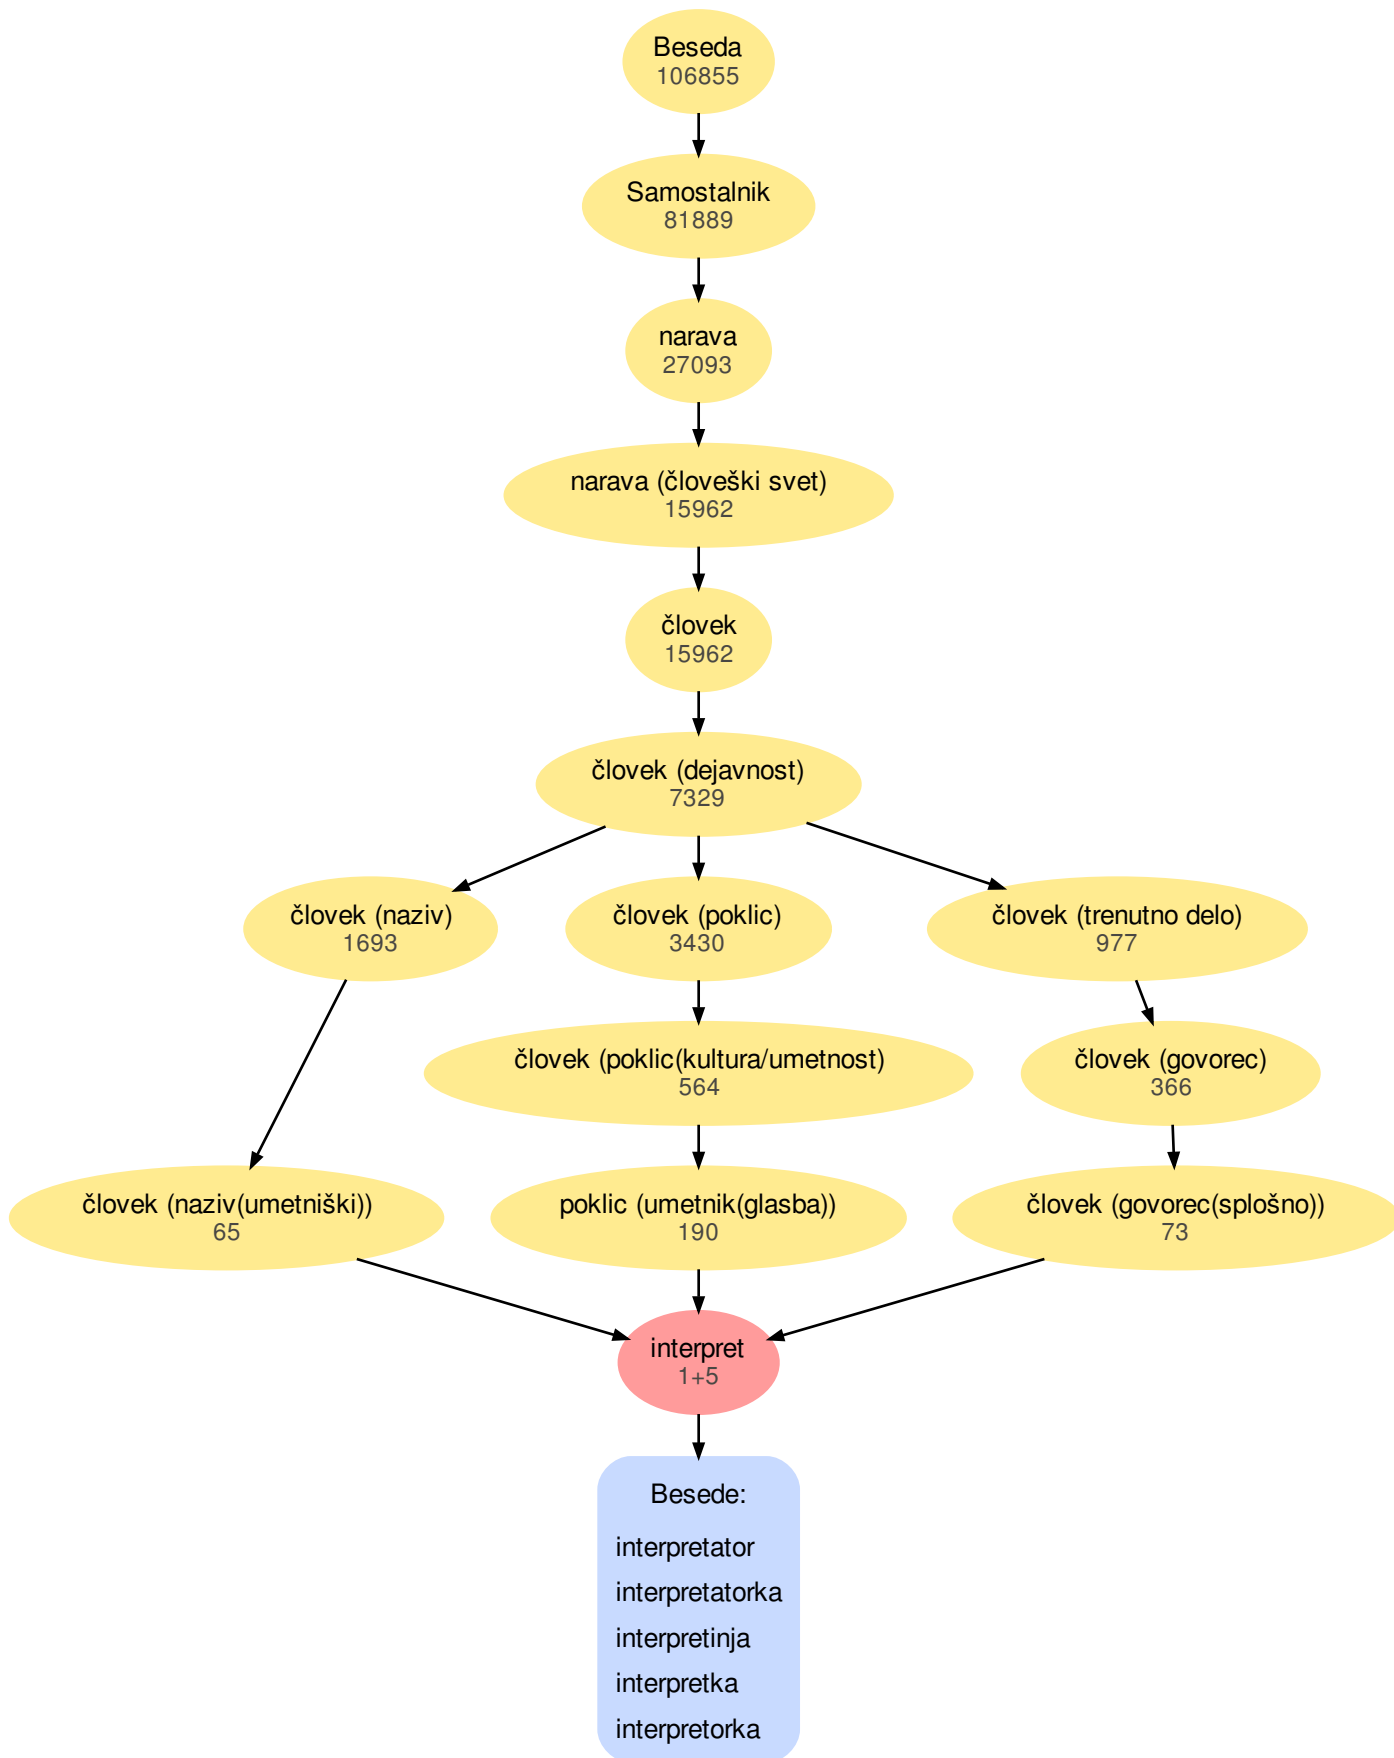 Beseda
106855
Samostalnik
81889
narava
27093
narava (človeški svet)
15962
človek
15962
človek (dejavnost)
7329
človek (naziv)
1693
človek (poklic)
3430
človek (trenutno delo)
977
človek (poklic(kultura/umetnost)
564
človek (govorec)
366
človek (naziv(umetniški))
65
poklic (umetnik(glasba))
190
človek (govorec(splošno))
73
interpret
1+5
Besede:
interpretator
interpretatorka
interpretinja
interpretka
interpretorka